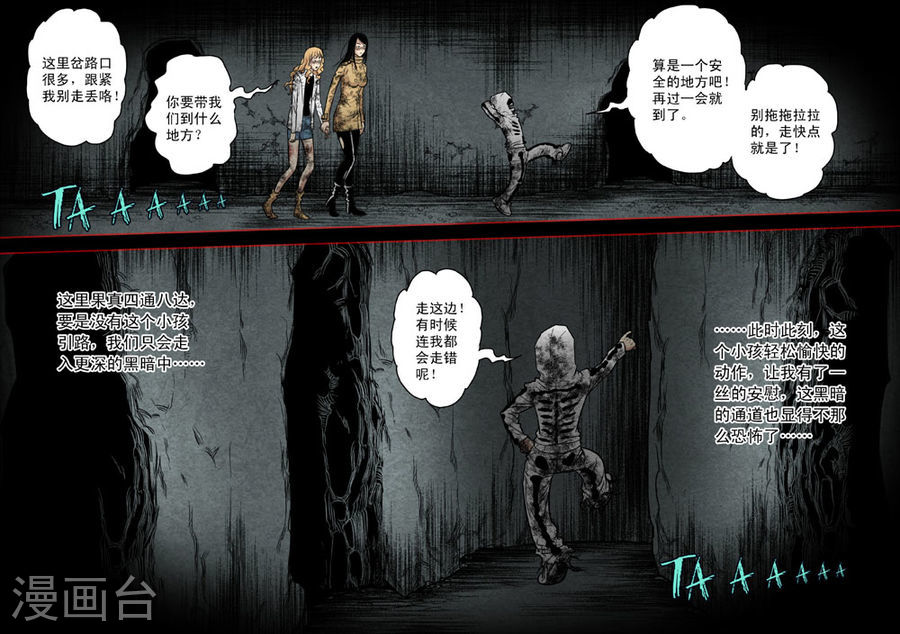 这里岔路口
很多，跟紧
我别走丢咯！
你要带我
们到什么
地方？
算是一个安
全的地方吧！
再过一会就
到了。
别拖拖拉拉
的，走快点
就是了！
TA A A A A A
这里果真四通八达，
要是没有这个小孩
引路，我们只会走
入更深的黑暗中……
走这边！
有时候
连我都
会走错
呢！
……此时此刻，这
个小孩轻松愉快的
动作，让我有了一
丝的安慰，这黑暗
的通道也显得不那
么恐怖了……
TA A A A A A
漫画台